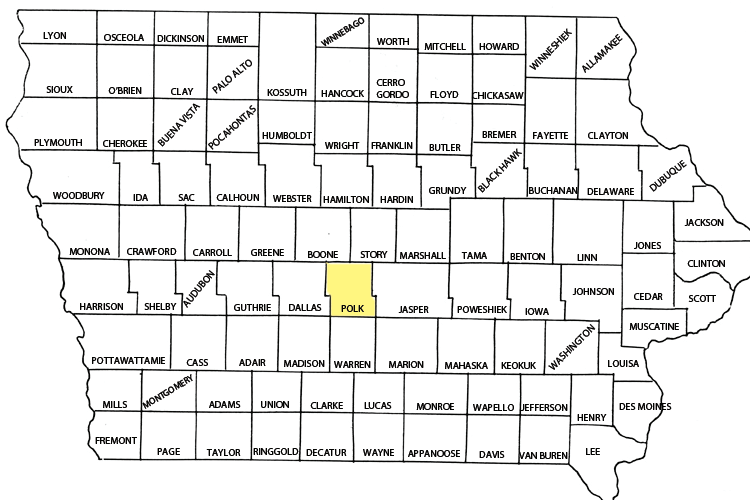 LYON
OSCEOLA
DICKINSON
EMMET
WINNEBAGO
WORTH
MITCHELL
HOWARD
WINNESHIEK
ALLAMAKEE
SIOUX
O'BRIEN
CLAY
PALO ALTO
KOSSUTH
HANCOCK
CERRO
GORDO
FLOYD
CHICKASAW
PLYMOUTH
CHEROKEE
BUENA VISTA
POCAHONTAS
HUMBOLDT
WRIGHT
FRANKLIN
BUTLER
BREMER
FAYETTE
CLAYTON
WOODBURY
IDA
SAC
CALHOUN
WEBSTER
HAMILTON
HARDIN
GRUNDY
BLACK HAWK
BUCHANAN
DELAWARE
DUBUQUE
MONONA
CRAWFORD
CARROLL
GREENE
BOONE
STORY
MARSHALL
TAMA
BENTON
LINN
JONES
JACKSON
CLINTON
HARRISON
SHELBY
AUDUBON
GUTHRIE
DALLAS
POLK
JASPER
POWESHIEK
IOWA
JOHNSON
CEDAR
SCOTT
MUSCATINE
POTTAWATTAMIE
CASS
ADAIR
MADISON
WARREN
MARION
MAHASKA
KEOKUK
WASHINGTON
LOUISA
MILLS
MONTGOMERY
ADAMS
UNION
CLARKE
LUCAS
MONROE
WAPELLO
JEFFERSON
HENRY
DES MOINES
FREMONT
PAGE
TAYLOR
RINGGOLD
DECATUR
WAYNE
APPANOOSE
DAVIS
VAN BUREN
LEE